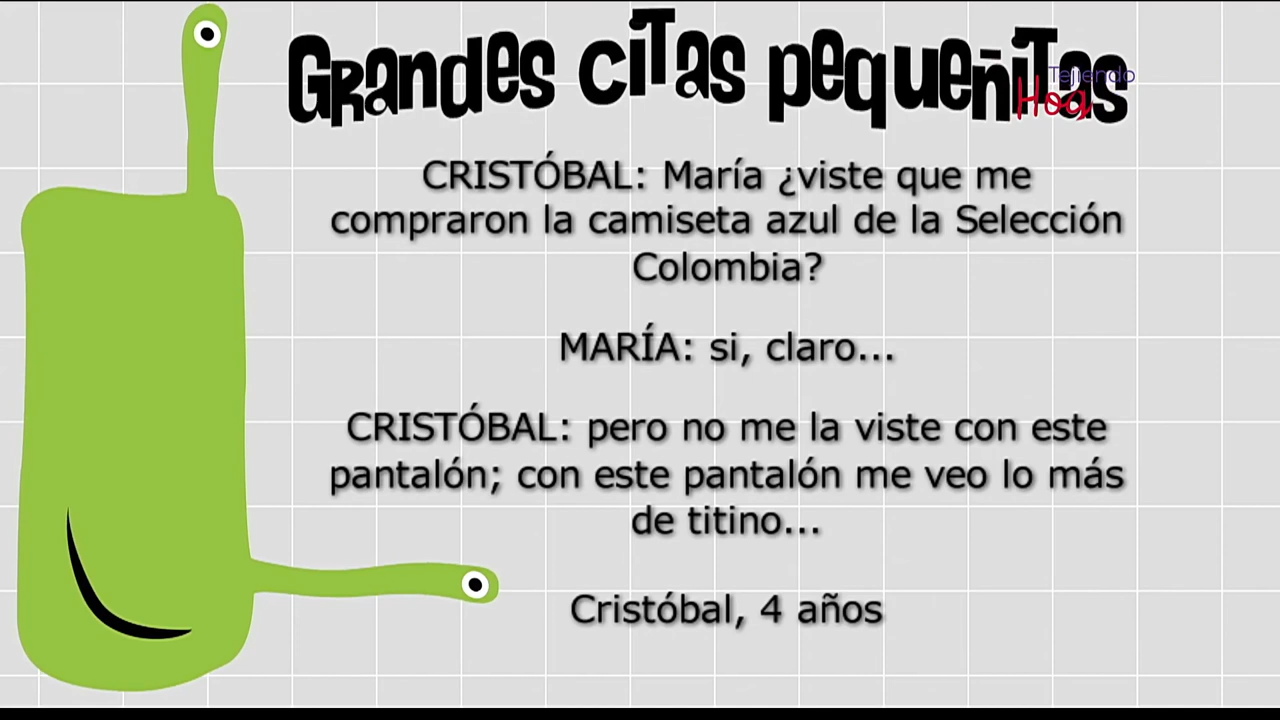 Grandes citas pequeñitas
Tejiendo
Hog
CRISTÓBAL: María ¿viste que me
compraron la camiseta azul de la Selección
Colombia?
MARÍA: si, claro...
CRISTÓBAL: pero no me la viste con este
pantalón; con este pantalón me veo lo más
de titino...
Cristóbal, 4 años